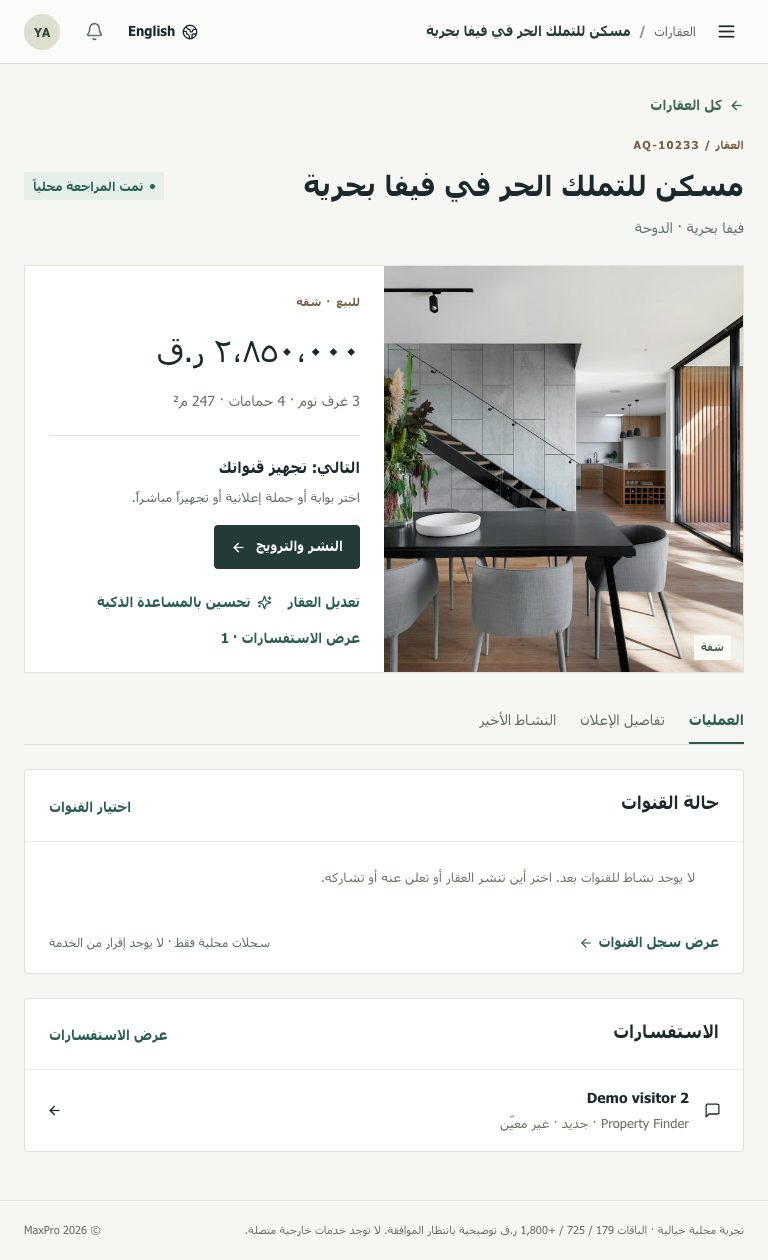 العقارات / مسكن للتملك الحر في فيفا بحرية
English
YA
كل العقارات
العقار / AQ-10233
مسكن للتملك الحر في فيفا بحرية
تمت المراجعة محلياً
فيفا بحرية · الدوحة
للبيع · شقة
٢،٨٥٠،٠٠٠ ر.ق
3 غرف نوم · 4 حمامات · 247 م²
التالي: تجهيز قنواتك
اختر بوابة أو حملة إعلانية أو تجهيزاً مباشراً.
النشر والترويج
تعديل العقار
تحسين بالمساعدة الذكية
عرض الاستفسارات · 1
شقة
العمليات
تفاصيل الإعلان
النشاط الأخير
حالة القنوات
اختيار القنوات
لا يوجد نشاط للقنوات بعد. اختر أين تنشر العقار أو تعلن عنه أو تشاركه.
عرض سجل القنوات
سجلات محلية فقط · لا يوجد إقرار من الخدمة
الاستفسارات
عرض الاستفسارات
Demo visitor 2
Property Finder · جديد · غير معيّن
تجربة محلية خيالية · الباقات 179 / 725 / +1,800 ر.ق توضيحية بانتظار الموافقة. لا توجد خدمات خارجية متصلة.
© 2026 MaxPro